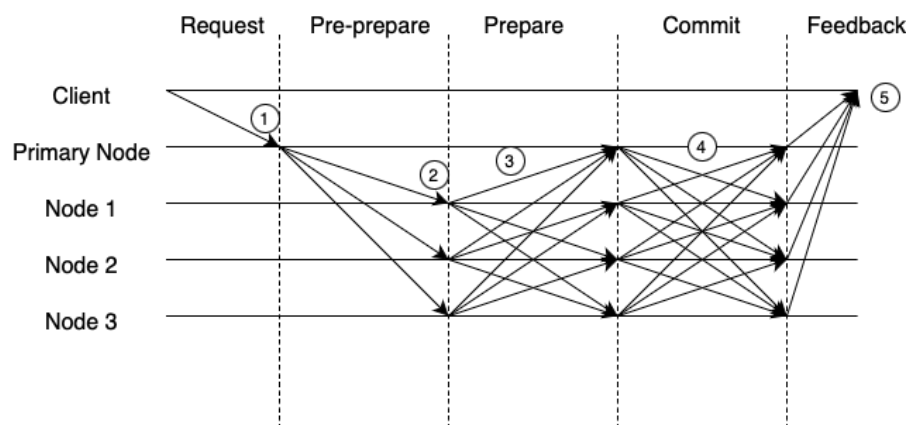 Request Pre-prepare Prepare Commit Feedback
Client
5
1
Primary Node
3
4
2
Node 1
Node 2
Node 3